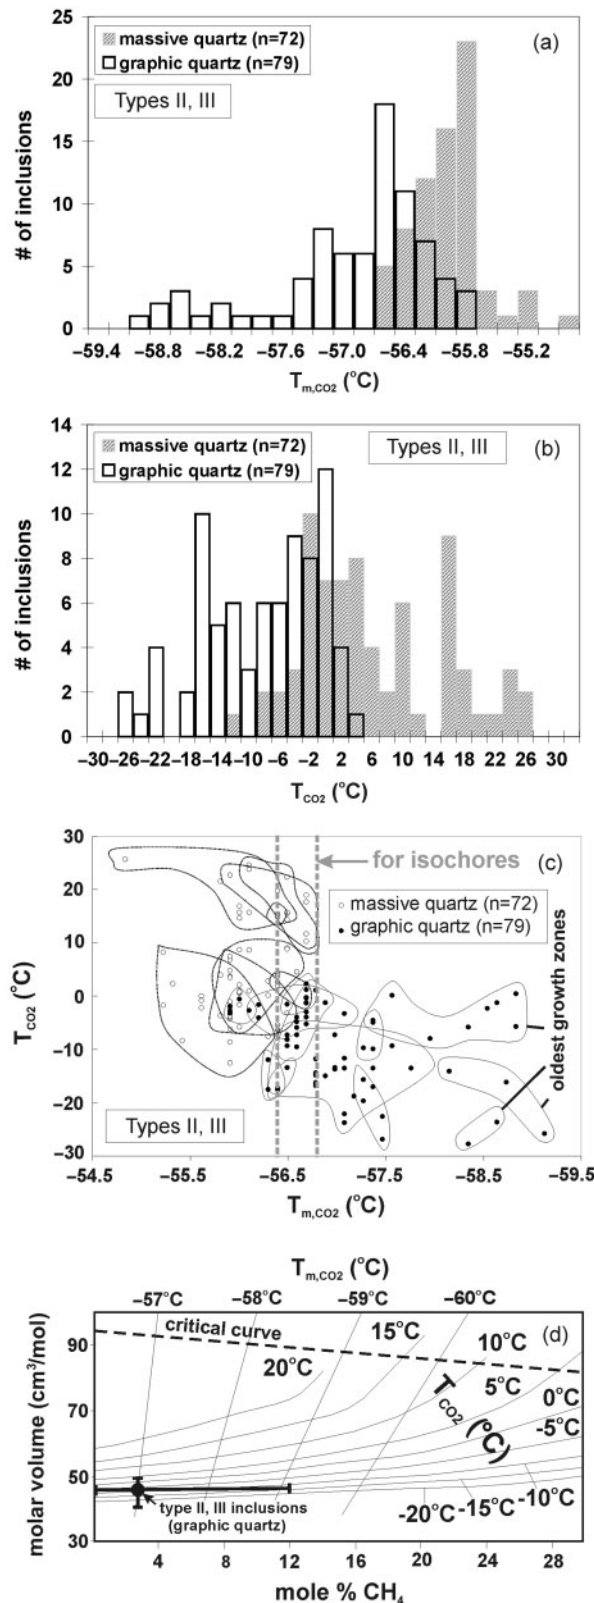 25
20
15
10
5
0
# of inclusions
massive quartz (n=72)
graphic quartz (n=79)
Types II, III
(a)
−59.4 −58.8 −58.2 −57.6 −57.0 −56.4 −55.8 −55.2
Tm,CO2 (°C)
14
12
10
8
6
4
2
0
# of inclusions
massive quartz (n=72)
graphic quartz (n=79)
Types II, III
(b)
−30 −26 −22 −18 −14 −10 −6 −2 2 6 10 14 18 22 26 30
TCO2 (°C)
30
20
10
0
−10
−20
−30
TCO2 (°C)
for isochores
(c)
massive quartz (n=72)
graphic quartz (n=79)
oldest growth zones
Types II, III
−54.5 −55.5 −56.5 −57.5 −58.5 −59.5
Tm,CO2 (°C)
Tm,CO2 (°C)
−57°C −58°C −59°C −60°C
90
70
50
30
molar volume (cm3/mol)
critical curve
(d)
20°C
15°C
10°C
5°C
0°C
-5°C
-10°C
-15°C
-20°C
TCO2 (°C)
type II, III inclusions
(graphic quartz)
4 8 12 16 20 24 28
mole % CH4